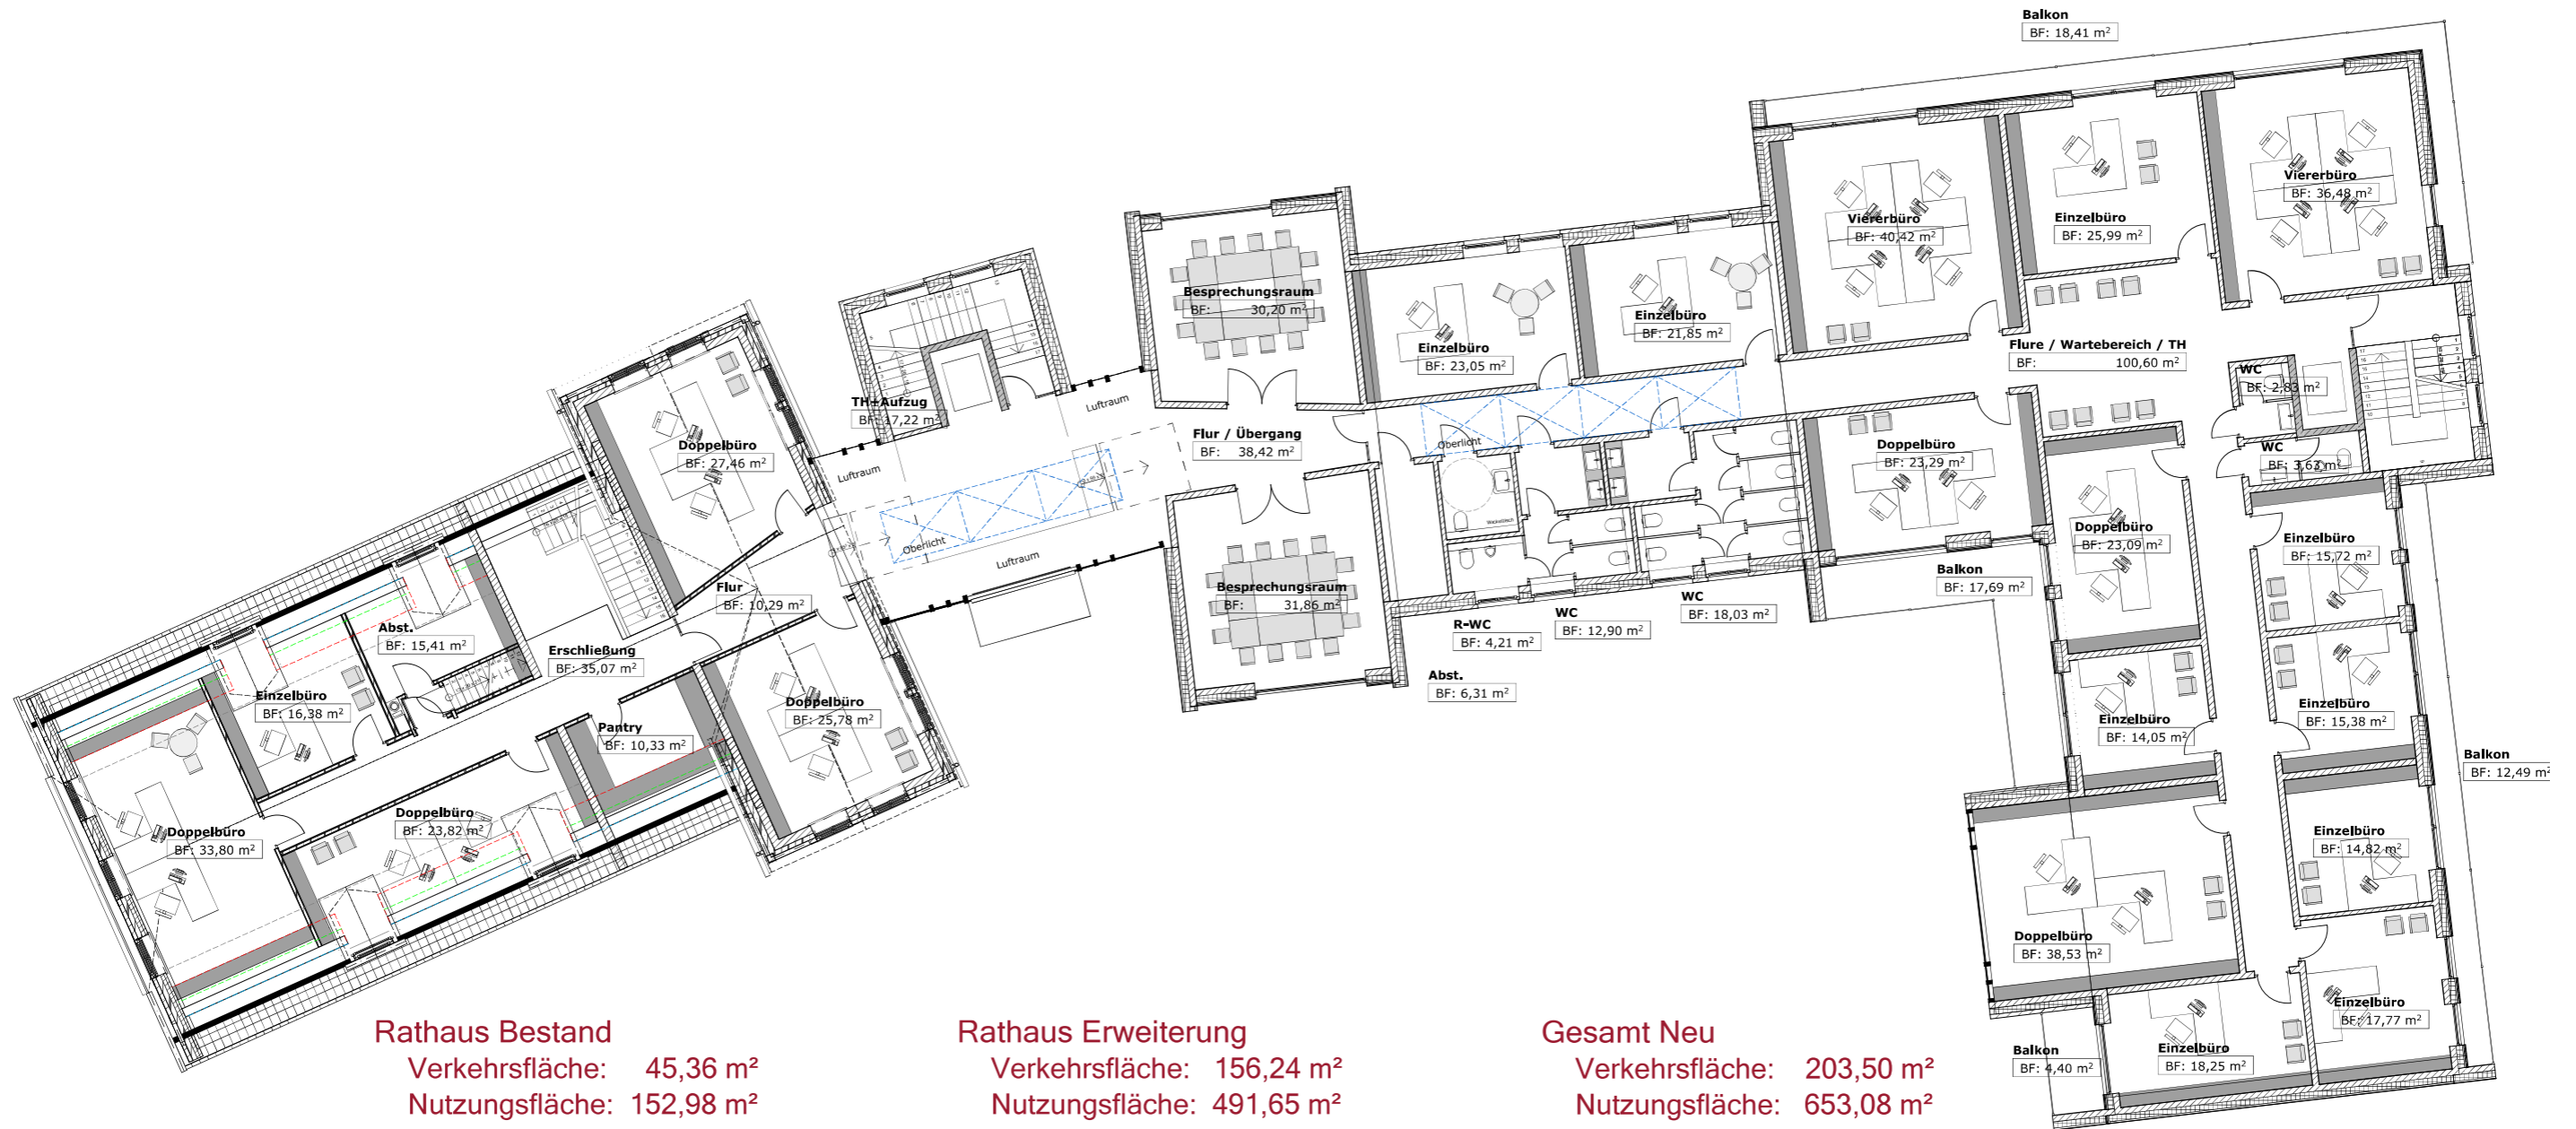 Balkon
BF: 18,41 m²
Viererbüro
BF: 36,48 m²
Einzelbüro
BF: 25,99 m²
Viererbüro
BF: 40,42 m²
Besprechungsraum
BF: 30,20 m²
Einzelbüro
BF: 21,85 m²
Einzelbüro
BF: 23,05 m²
Flure / Wartebereich / TH
BF: 100,60 m²
WC
BF: 2,83 m²
TH+Aufzug
BF: 17,22 m²
Luftraum
Flur / Übergang
BF: 38,42 m²
Oberlicht
Doppelbüro
BF: 27,46 m²
Luftraum
Doppelbüro
BF: 23,29 m²
WC
BF: 3,63 m²
Doppelbüro
BF: 23,09 m²
Einzelbüro
BF: 15,72 m²
Oberlicht
Luftraum
Flur
BF: 10,29 m²
Besprechungsraum
BF: 31,86 m²
Balkon
BF: 17,69 m²
R-WC
BF: 4,21 m²
WC
BF: 12,90 m²
WC
BF: 18,03 m²
Abst.
BF: 15,41 m²
Erschließung
BF: 35,07 m²
Abst.
BF: 6,31 m²
Einzelbüro
BF: 16,38 m²
Doppelbüro
BF: 25,78 m²
Pantry
BF: 10,33 m²
Einzelbüro
BF: 15,38 m²
Einzelbüro
BF: 14,05 m²
Balkon
BF: 12,49 m²
Doppelbüro
BF: 33,80 m²
Doppelbüro
BF: 23,82 m²
Einzelbüro
BF: 14,82 m²
Doppelbüro
BF: 38,53 m²
Einzelbüro
BF: 17,77 m²
Einzelbüro
BF: 18,25 m²
Balkon
BF: 4,40 m²
Rathaus Bestand
Verkehrsfläche: 45,36 m²
Nutzungsfläche: 152,98 m²
Rathaus Erweiterung
Verkehrsfläche: 156,24 m²
Nutzungsfläche: 491,65 m²
Gesamt Neu
Verkehrsfläche: 203,50 m²
Nutzungsfläche: 653,08 m²